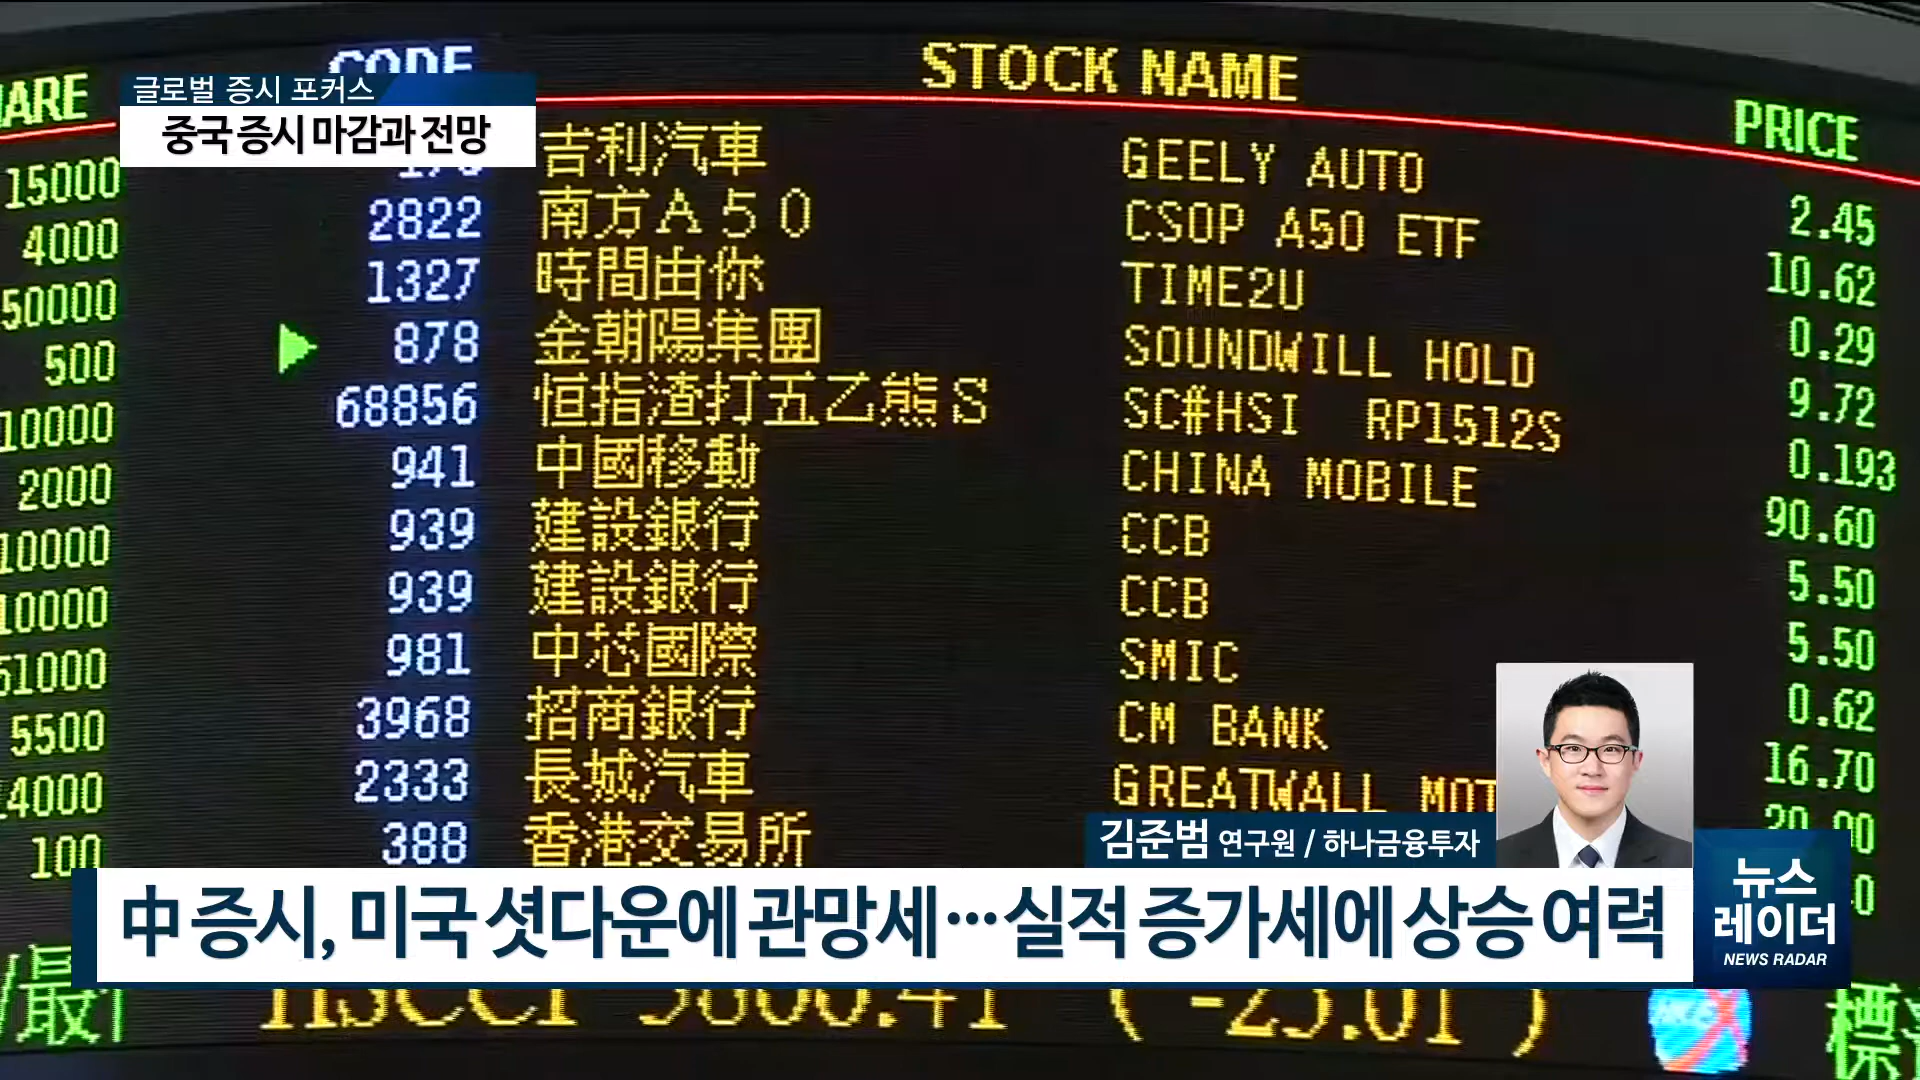 글로벌 증시 포커스
중국 증시 마감과 전망
CODE STOCK NAME PRICE
15000 吉利汽車 GEELY AUTO 2.45
4000 2822 南方A50 CSOP A50 ETF 10.62
50000 1327 時間由你 TIME2U 0.29
500 878 金朝陽集團 SOUNDWILL HOLD 9.72
10000 68856 恒指渣打五乙熊S SC#HSI RP1512S 0.193
2000 941 中國移動 CHINA MOBILE 90.60
10000 939 建設銀行 CCB 5.50
10000 939 建設銀行 CCB 5.50
51000 981 中芯國際 SMIC 0.62
5500 3968 招商銀行 CM BANK 16.70
4000 2333 長城汽車 GREATWALL MOT
100 388 香港交易所
김준범 연구원 / 하나금융투자
中 증시, 미국 셧다운에 관망세…실적 증가세에 상승 여력
뉴스
레이더
NEWS RADAR